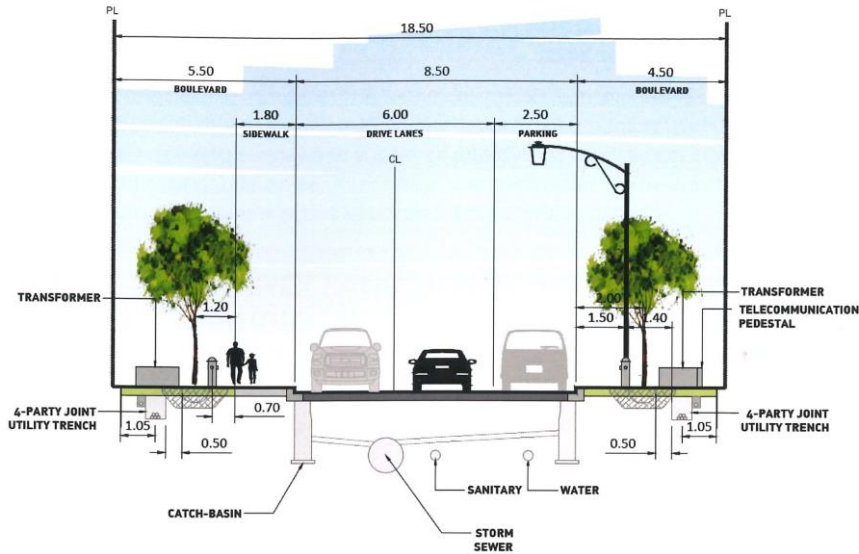 PL
PL
18.50
5.50
8.50
4.50
BOULEVARD
BOULEVARD
1.80
6.00
2.50
SIDEWALK
DRIVE LANES
PARKING
CL
TRANSFORMER
1.20
2.00
1.50
1.40
TRANSFORMER
TELECOMMUNICATION
PEDESTAL
4-PARTY JOINT
UTILITY TRENCH
0.70
4-PARTY JOINT
UTILITY TRENCH
1.05
0.50
0.50
1.05
CATCH-BASIN
SANITARY
WATER
STORM
SEWER